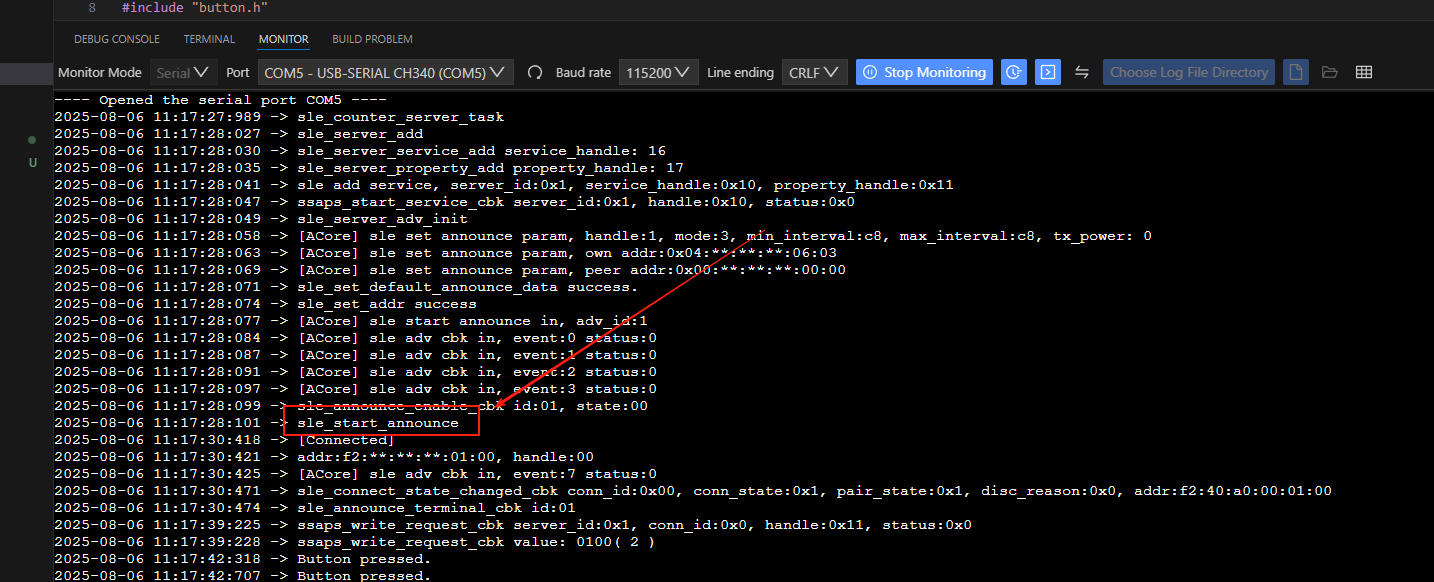 8 #include "button.h"
DEBUG CONSOLE TERMINAL MONITOR BUILD PROBLEM
Monitor Mode Serial Port COM5 - USB-SERIAL CH340 (COM5) Baud rate 115200 Line ending CRLF Stop Monitoring Choose Log File Directory
---- Opened the serial port COM5 ----
2025-08-06 11:17:27:989 -> sle_counter_server_task
2025-08-06 11:17:28:027 -> sle_server_add
2025-08-06 11:17:28:030 -> sle_server_service_add service_handle: 16
2025-08-06 11:17:28:035 -> sle_server_property_add property_handle: 17
U
2025-08-06 11:17:28:041 -> sle add service, server_id:0x1, service_handle:0x10, property_handle:0x11
2025-08-06 11:17:28:047 -> ssaps_start_service_cbk server_id:0x1, handle:0x10, status:0x0
2025-08-06 11:17:28:049 -> sle_server_adv_init
2025-08-06 11:17:28:058 -> [ACore] sle set announce param, handle:1, mode:3, min_interval:c8, max_interval:c8, tx_power: 0
2025-08-06 11:17:28:063 -> [ACore] sle set announce param, own addr:0x04:**:**:**:06:03
2025-08-06 11:17:28:069 -> [ACore] sle set announce param, peer addr:0x00:**:**:**:00:00
2025-08-06 11:17:28:071 -> sle_set_default_announce_data success.
2025-08-06 11:17:28:074 -> sle_set_addr success
2025-08-06 11:17:28:077 -> [ACore] sle start announce in, adv_id:1
2025-08-06 11:17:28:084 -> [ACore] sle adv cbk in, event:0 status:0
2025-08-06 11:17:28:087 -> [ACore] sle adv cbk in, event:1 status:0
2025-08-06 11:17:28:091 -> [ACore] sle adv cbk in, event:2 status:0
2025-08-06 11:17:28:097 -> [ACore] sle adv cbk in, event:3 status:0
2025-08-06 11:17:28:099 -> sle_announce_enable_cbk id:01, state:00
2025-08-06 11:17:28:101 -> sle_start_announce
2025-08-06 11:17:30:418 -> [Connected]
2025-08-06 11:17:30:421 -> addr:f2:**:**:**:01:00, handle:00
2025-08-06 11:17:30:425 -> [ACore] sle adv cbk in, event:7 status:0
2025-08-06 11:17:30:471 -> sle_connect_state_changed_cbk conn_id:0x00, conn_state:0x1, pair_state:0x1, disc_reason:0x0, addr:f2:40:a0:00:01:00
2025-08-06 11:17:30:474 -> sle_announce_terminal_cbk id:01
2025-08-06 11:17:39:225 -> ssaps_write_request_cbk server_id:0x1, conn_id:0x0, handle:0x11, status:0x0
2025-08-06 11:17:39:228 -> ssaps_write_request_cbk value: 0100( 2 )
2025-08-06 11:17:42:318 -> Button pressed.
2025-08-06 11:17:42:707 -> Button pressed.